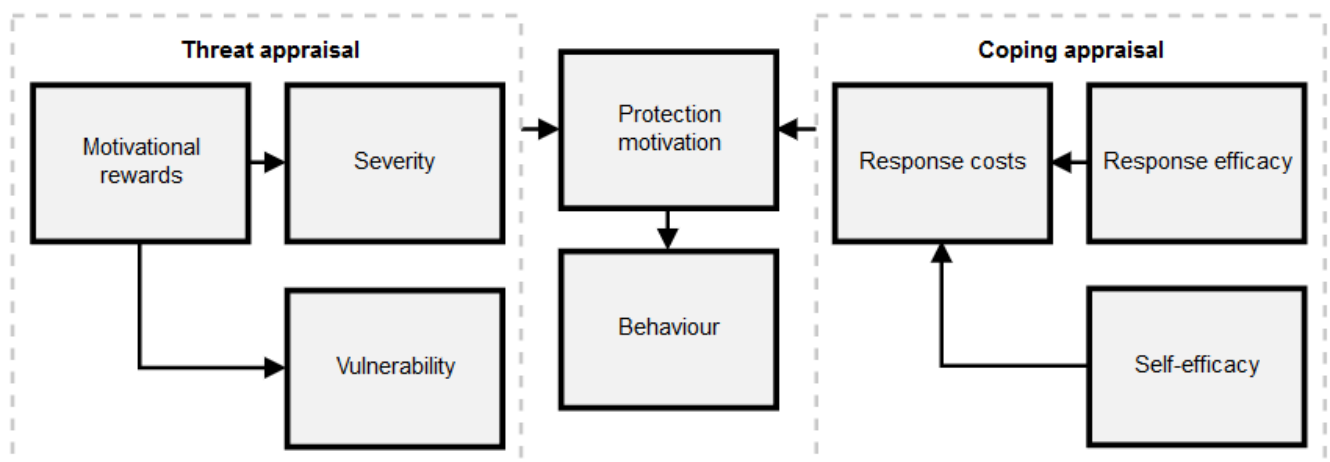 Threat appraisal
Motivational
rewards
Severity
Vulnerability
Protection
motivation
Behaviour
Coping appraisal
Response costs
Response efficacy
Self-efficacy